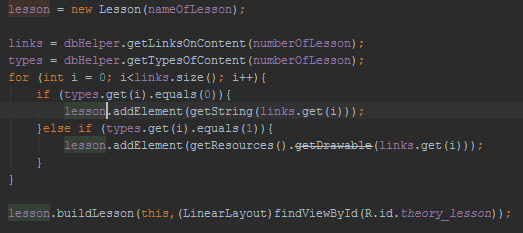 lesson = new Lesson(nameOfLesson);
links = dbHelper.getLinksOnContent(numberOfLesson);
types = dbHelper.getTypesOfContent(numberOfLesson);
for (int i = 0; i<links.size(); i++){
if (types.get(i).equals(0)){
lesson.addElement(getString(links.get(i)));
}else if (types.get(i).equals(1)){
lesson.addElement(getResources().getDrawable(links.get(i)));
}
}
lesson.buildLesson(this,(LinearLayout)findViewById(R.id.theory_lesson));